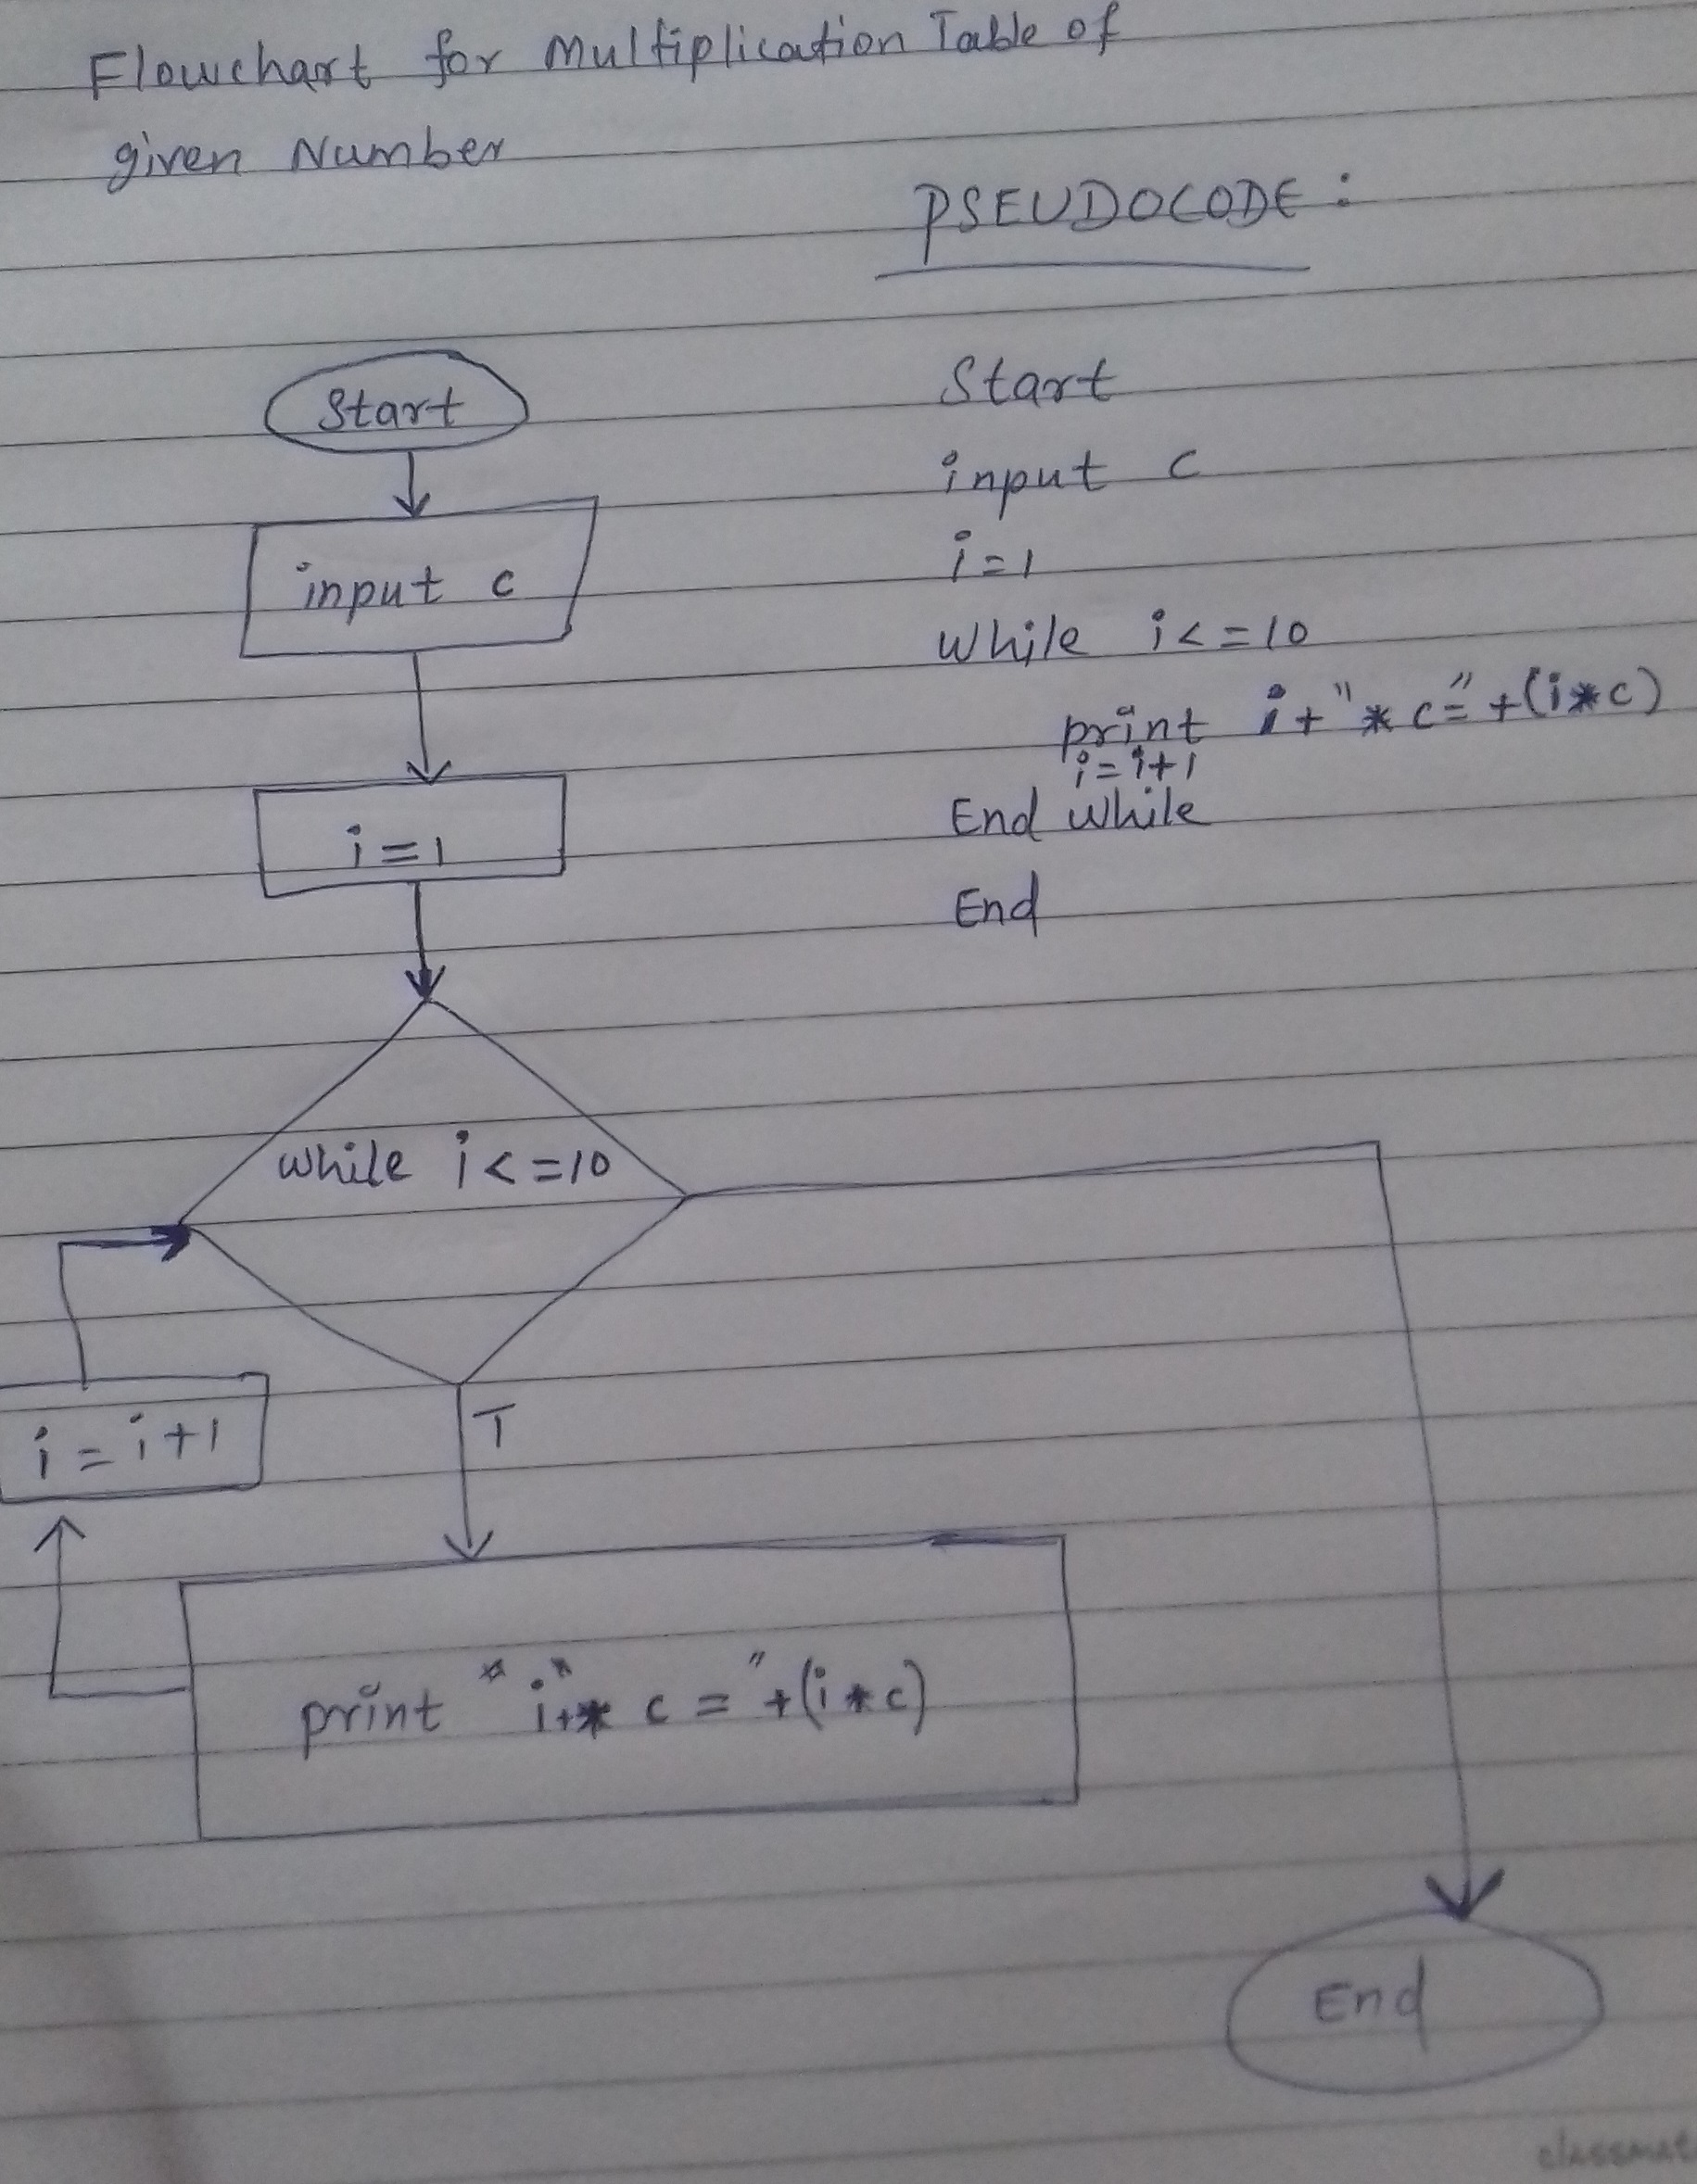 Flowchart for Multiplication Table of
given Number
PSEUDOCODE :
Start
input c
i=1
while i<=10
print i+"* c="+(i*c)
i=i+1
End while
End
Start
input c
i=1
while i<=10
T
i=i+1
print "i+* c="+(i*c)
End
classmat